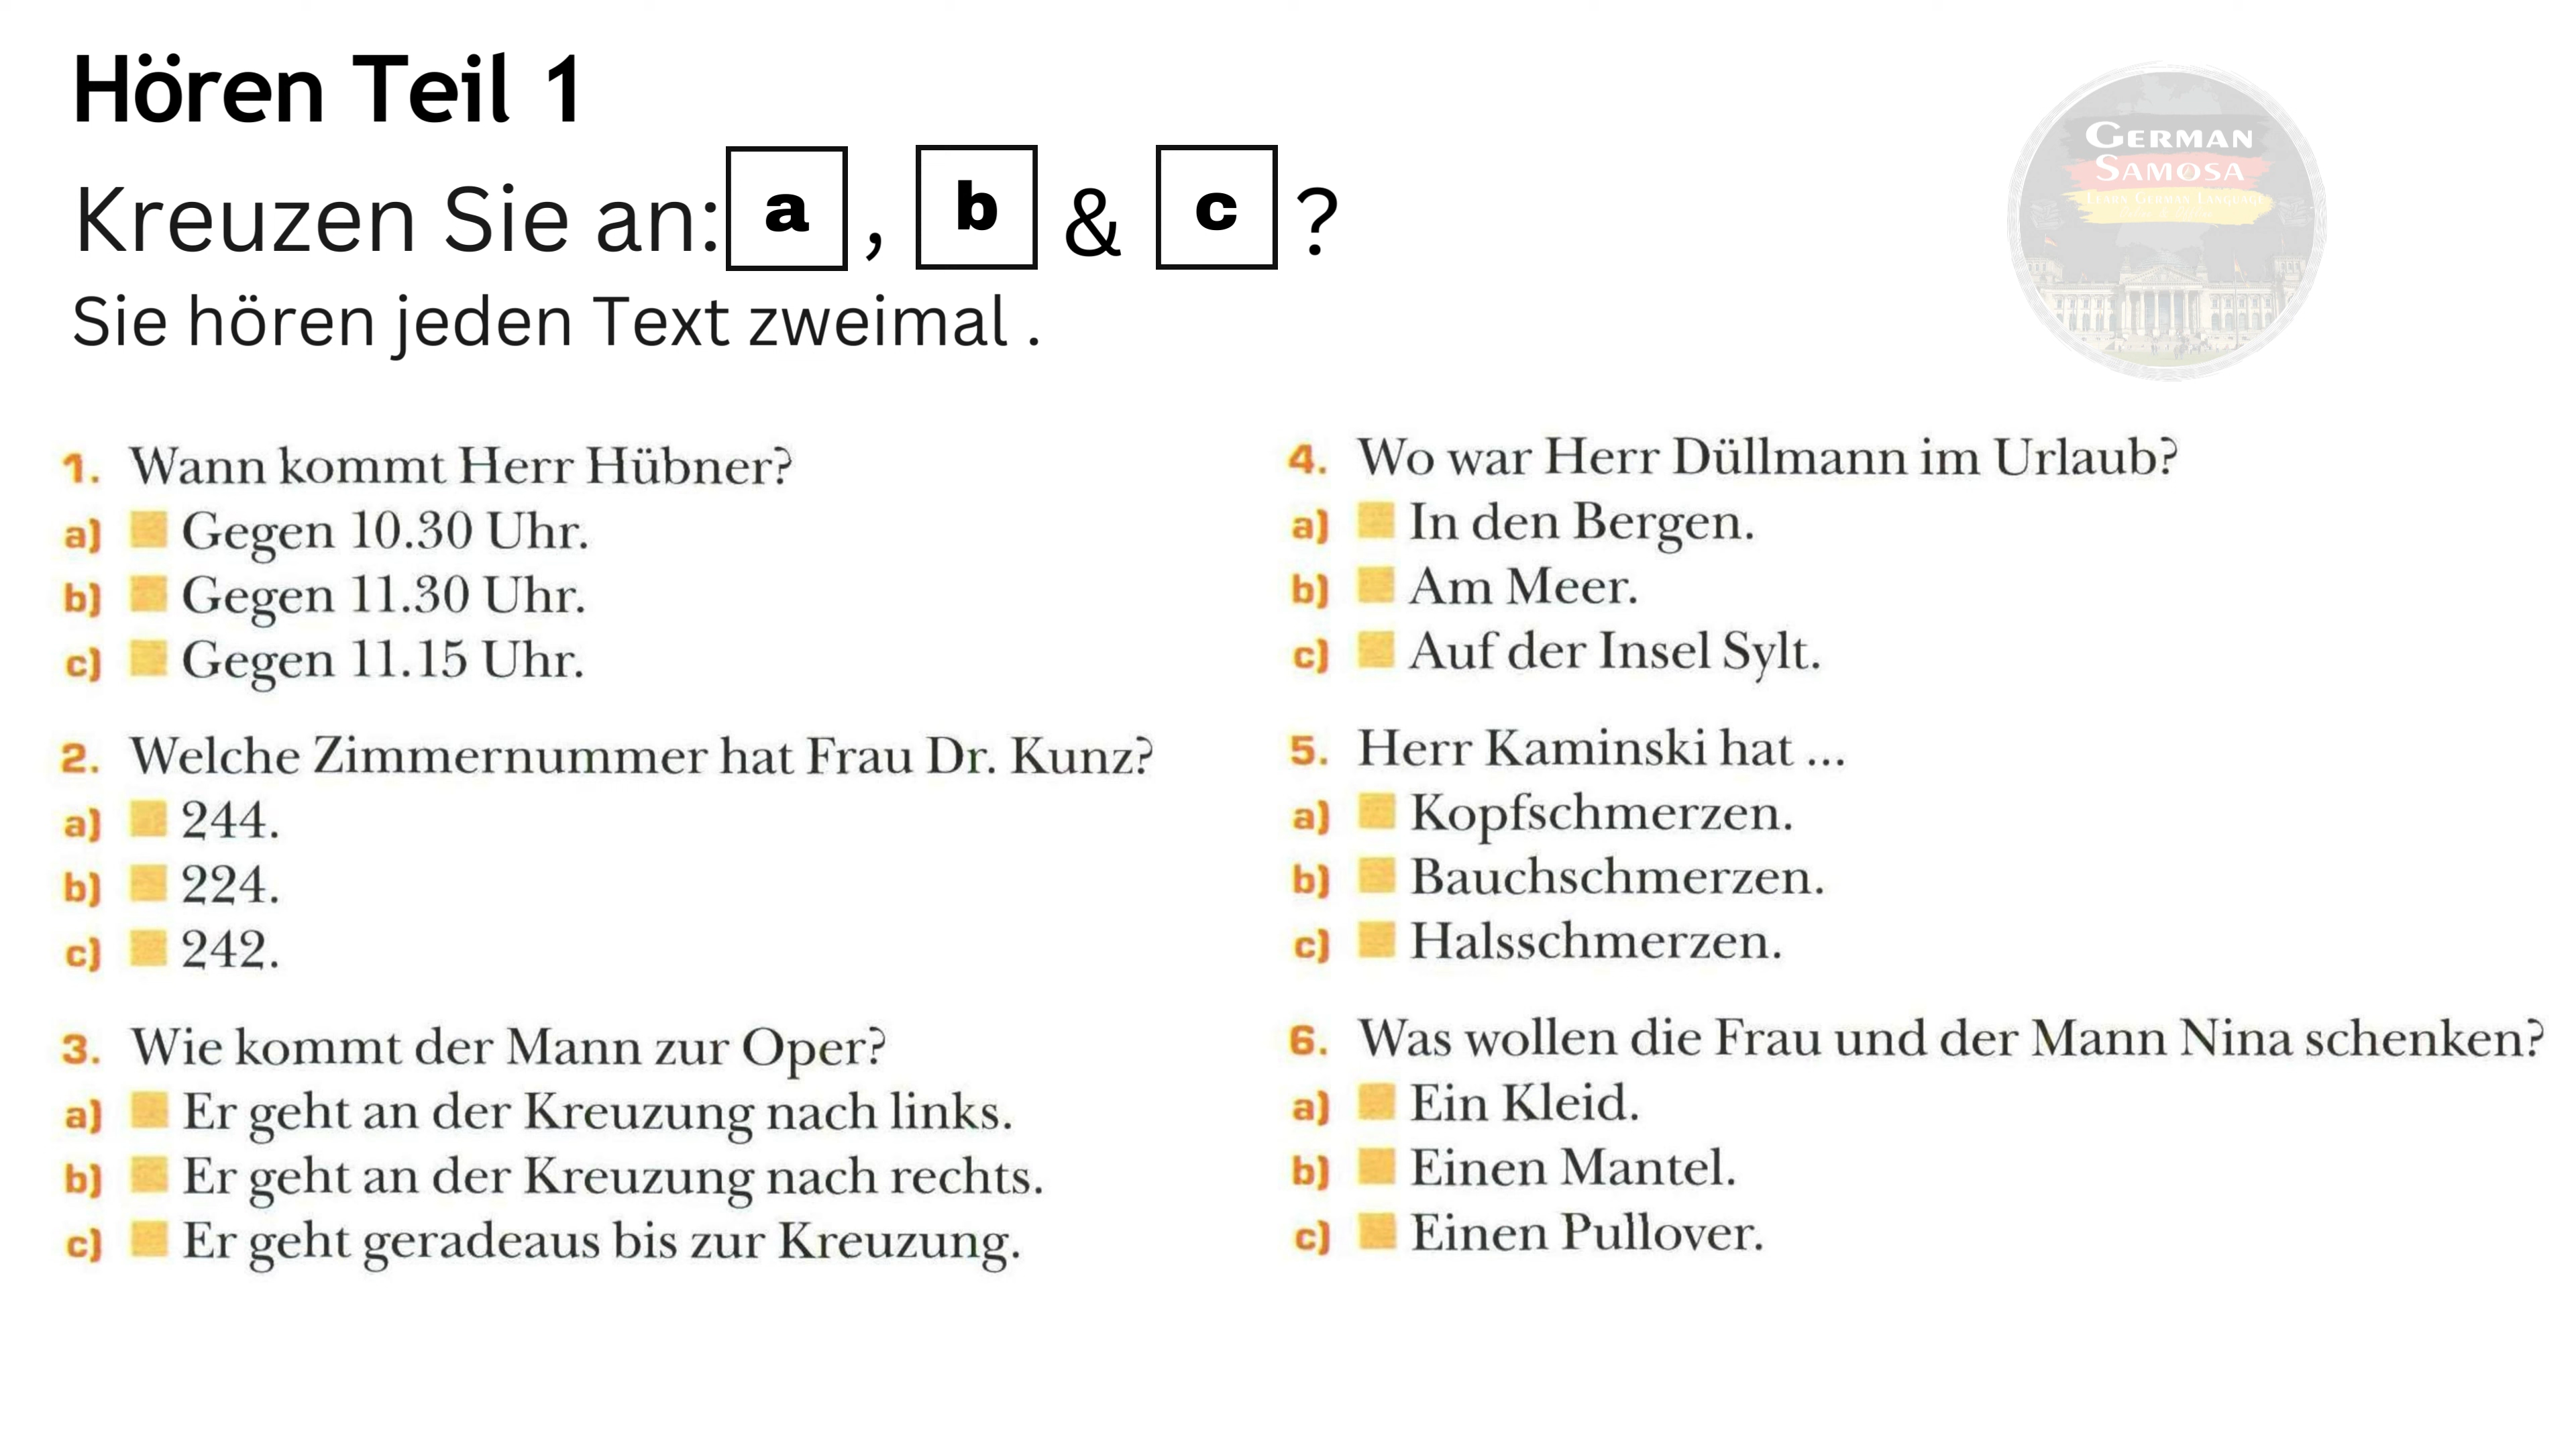 Hören Teil 1
Kreuzen Sie an: a , b & c ?
Sie hören jeden Text zweimal .
GERMAN
SAMOSA
LEARN GERMAN LANGUAGE
1. Wann kommt Herr Hübner?
a) Gegen 10.30 Uhr.
b) Gegen 11.30 Uhr.
c) Gegen 11.15 Uhr.
2. Welche Zimmernummer hat Frau Dr. Kunz?
a) 244.
b) 224.
c) 242.
3. Wie kommt der Mann zur Oper?
a) Er geht an der Kreuzung nach links.
b) Er geht an der Kreuzung nach rechts.
c) Er geht geradeaus bis zur Kreuzung.
4. Wo war Herr Düllmann im Urlaub?
a) In den Bergen.
b) Am Meer.
c) Auf der Insel Sylt.
5. Herr Kaminski hat ...
a) Kopfschmerzen.
b) Bauchschmerzen.
c) Halsschmerzen.
6. Was wollen die Frau und der Mann Nina schenken?
a) Ein Kleid.
b) Einen Mantel.
c) Einen Pullover.